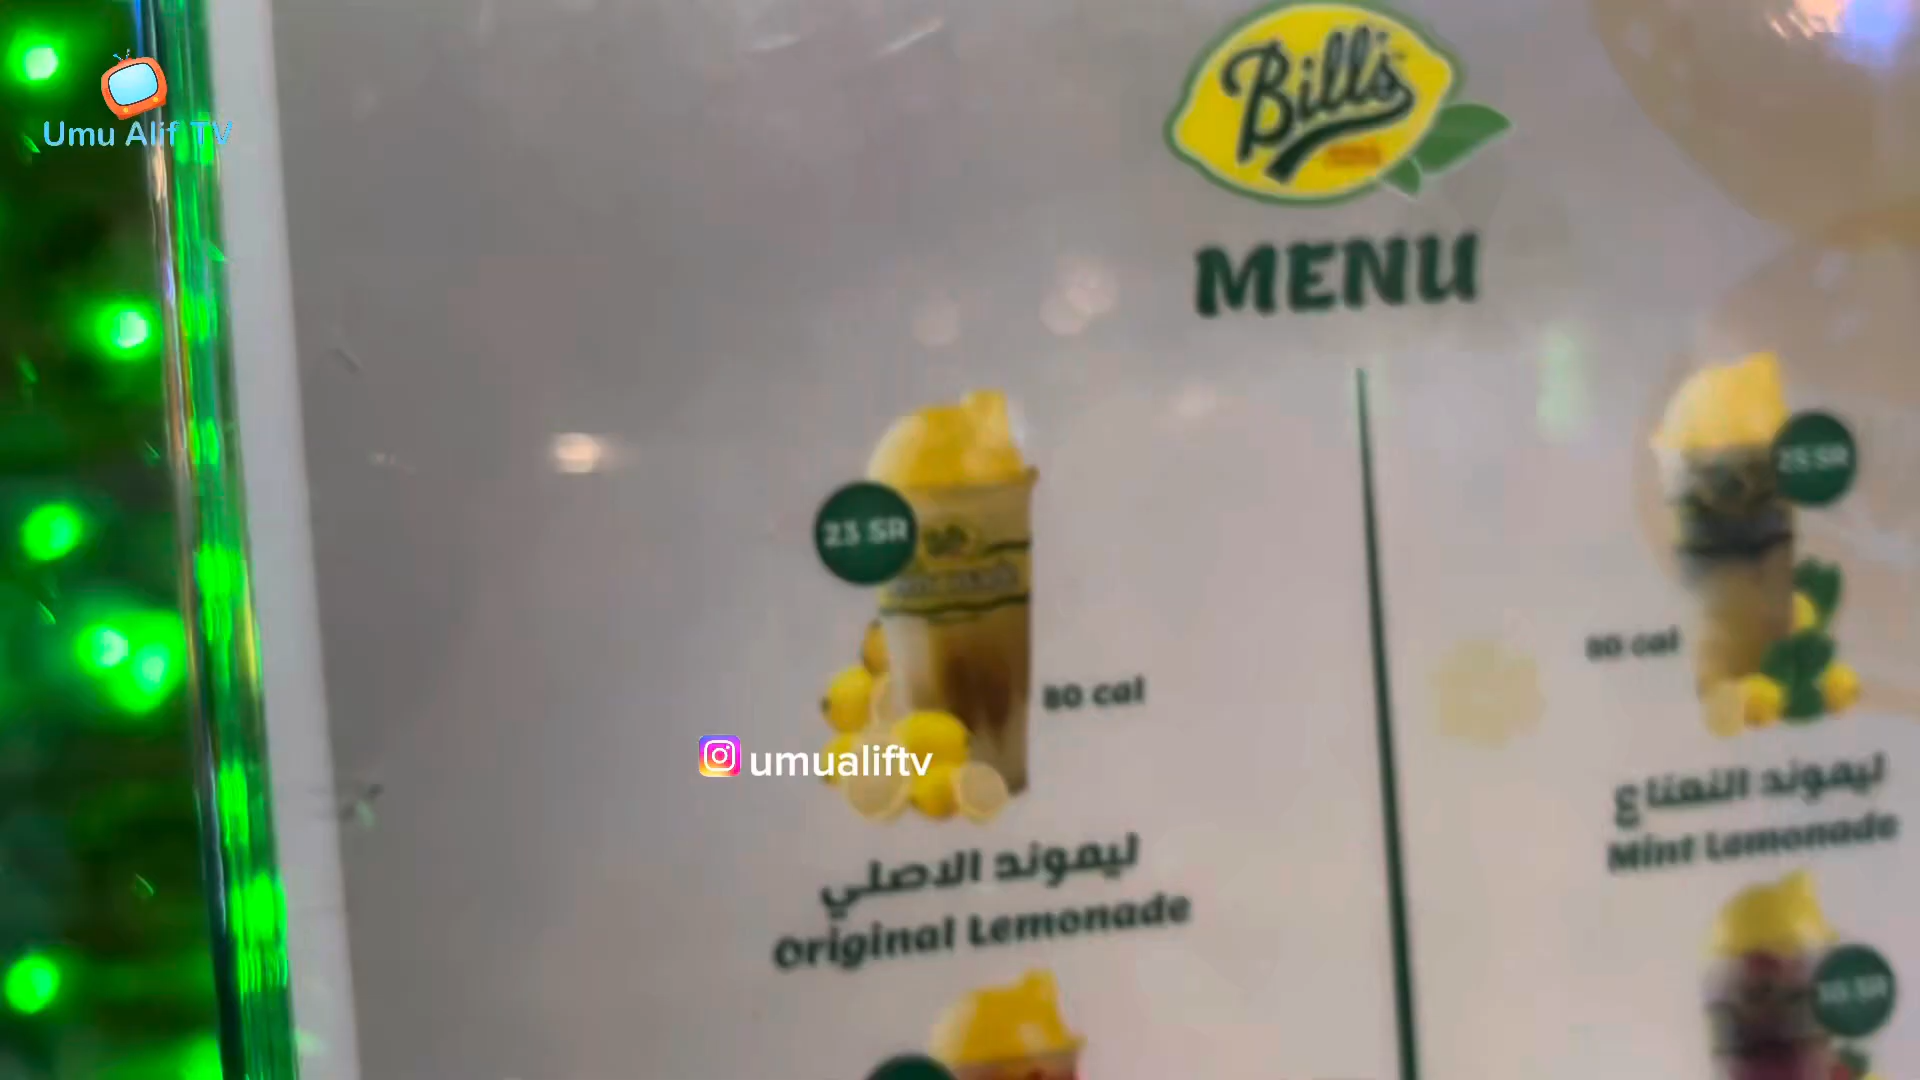 Umu Alif TV
Bill's
MENU
23 SR
80 cal
ليموند الاصلي
Original Lemonade
25 SR
80 cal
ليموند النعناع
Mint Lemonade
umualiftv